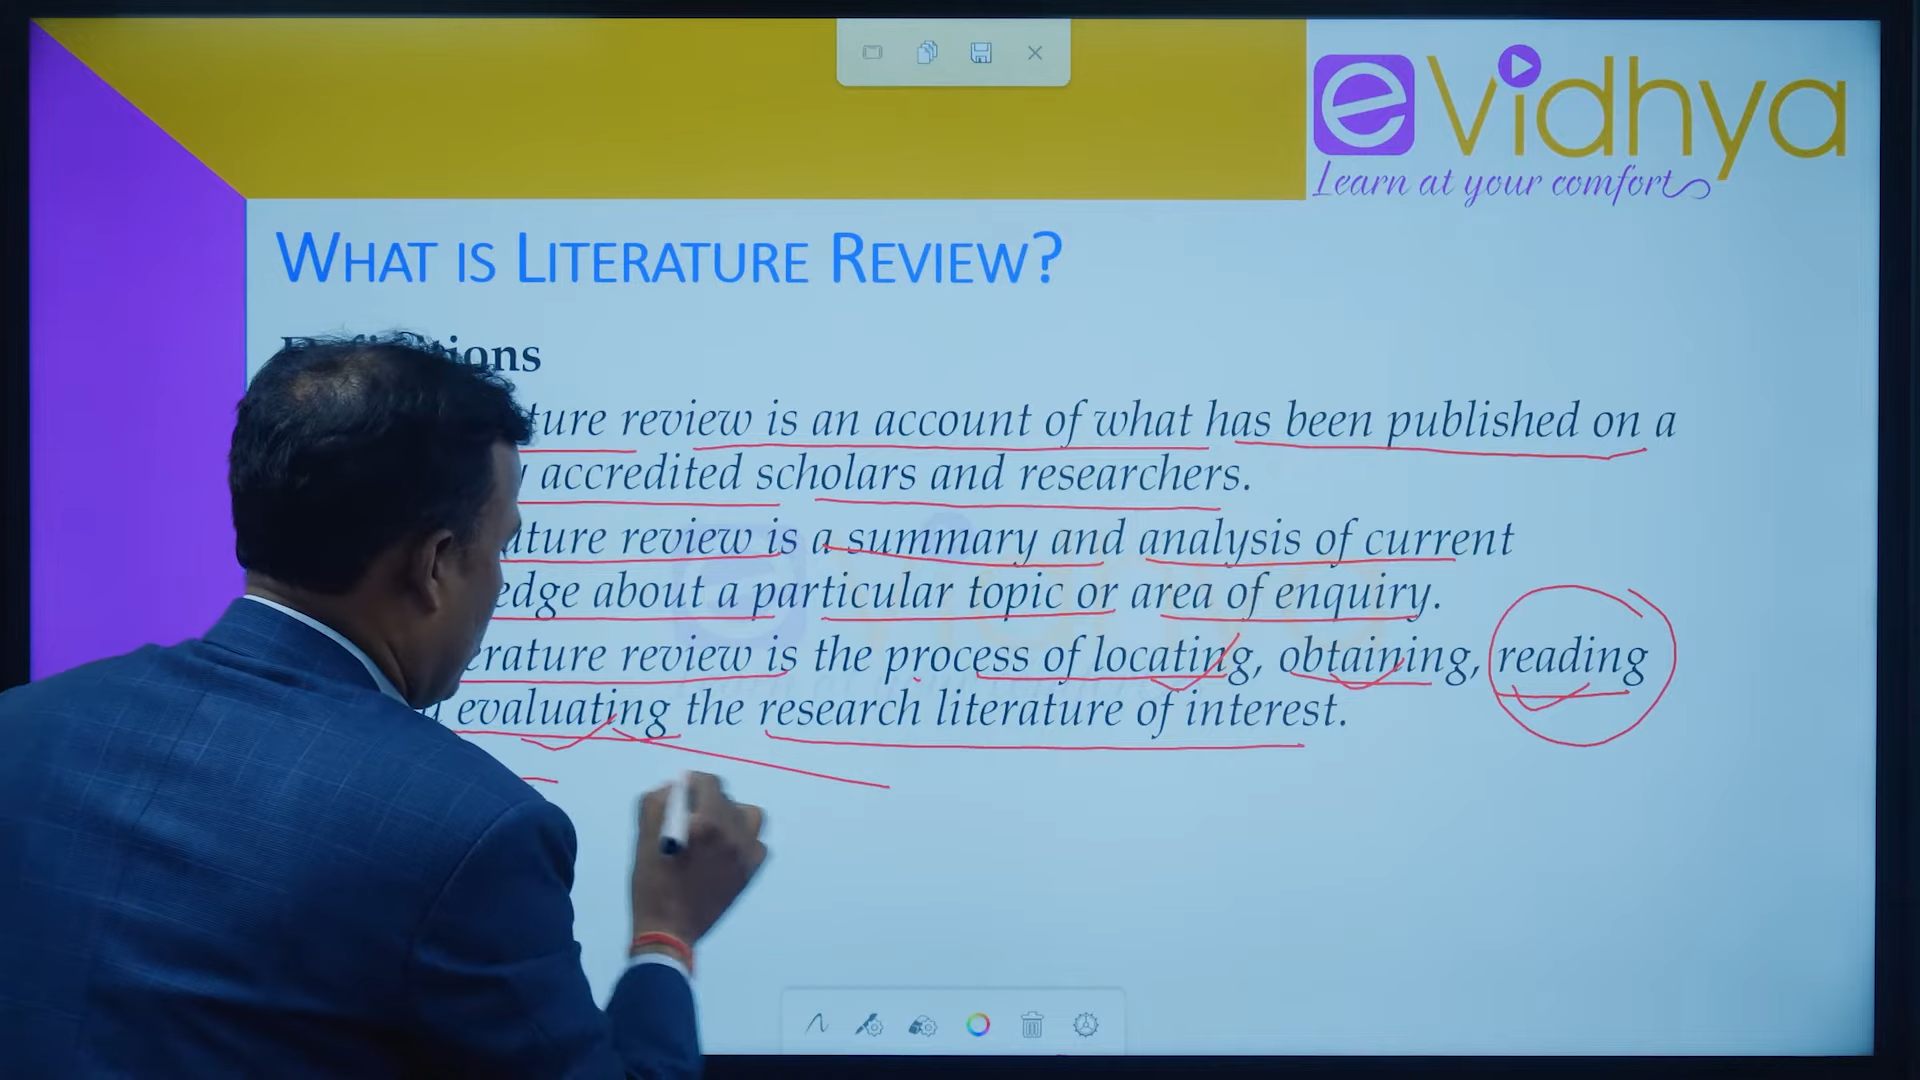 e Vidhya
Learn at your comfort
WHAT IS LITERATURE REVIEW?
ture review is an account of what has been published on a
y accredited scholars and researchers.
ature review is a summary and analysis of current
edge about a particular topic or area of enquiry.
erature review is the process of locating, obtaining, reading
evaluating the research literature of interest.